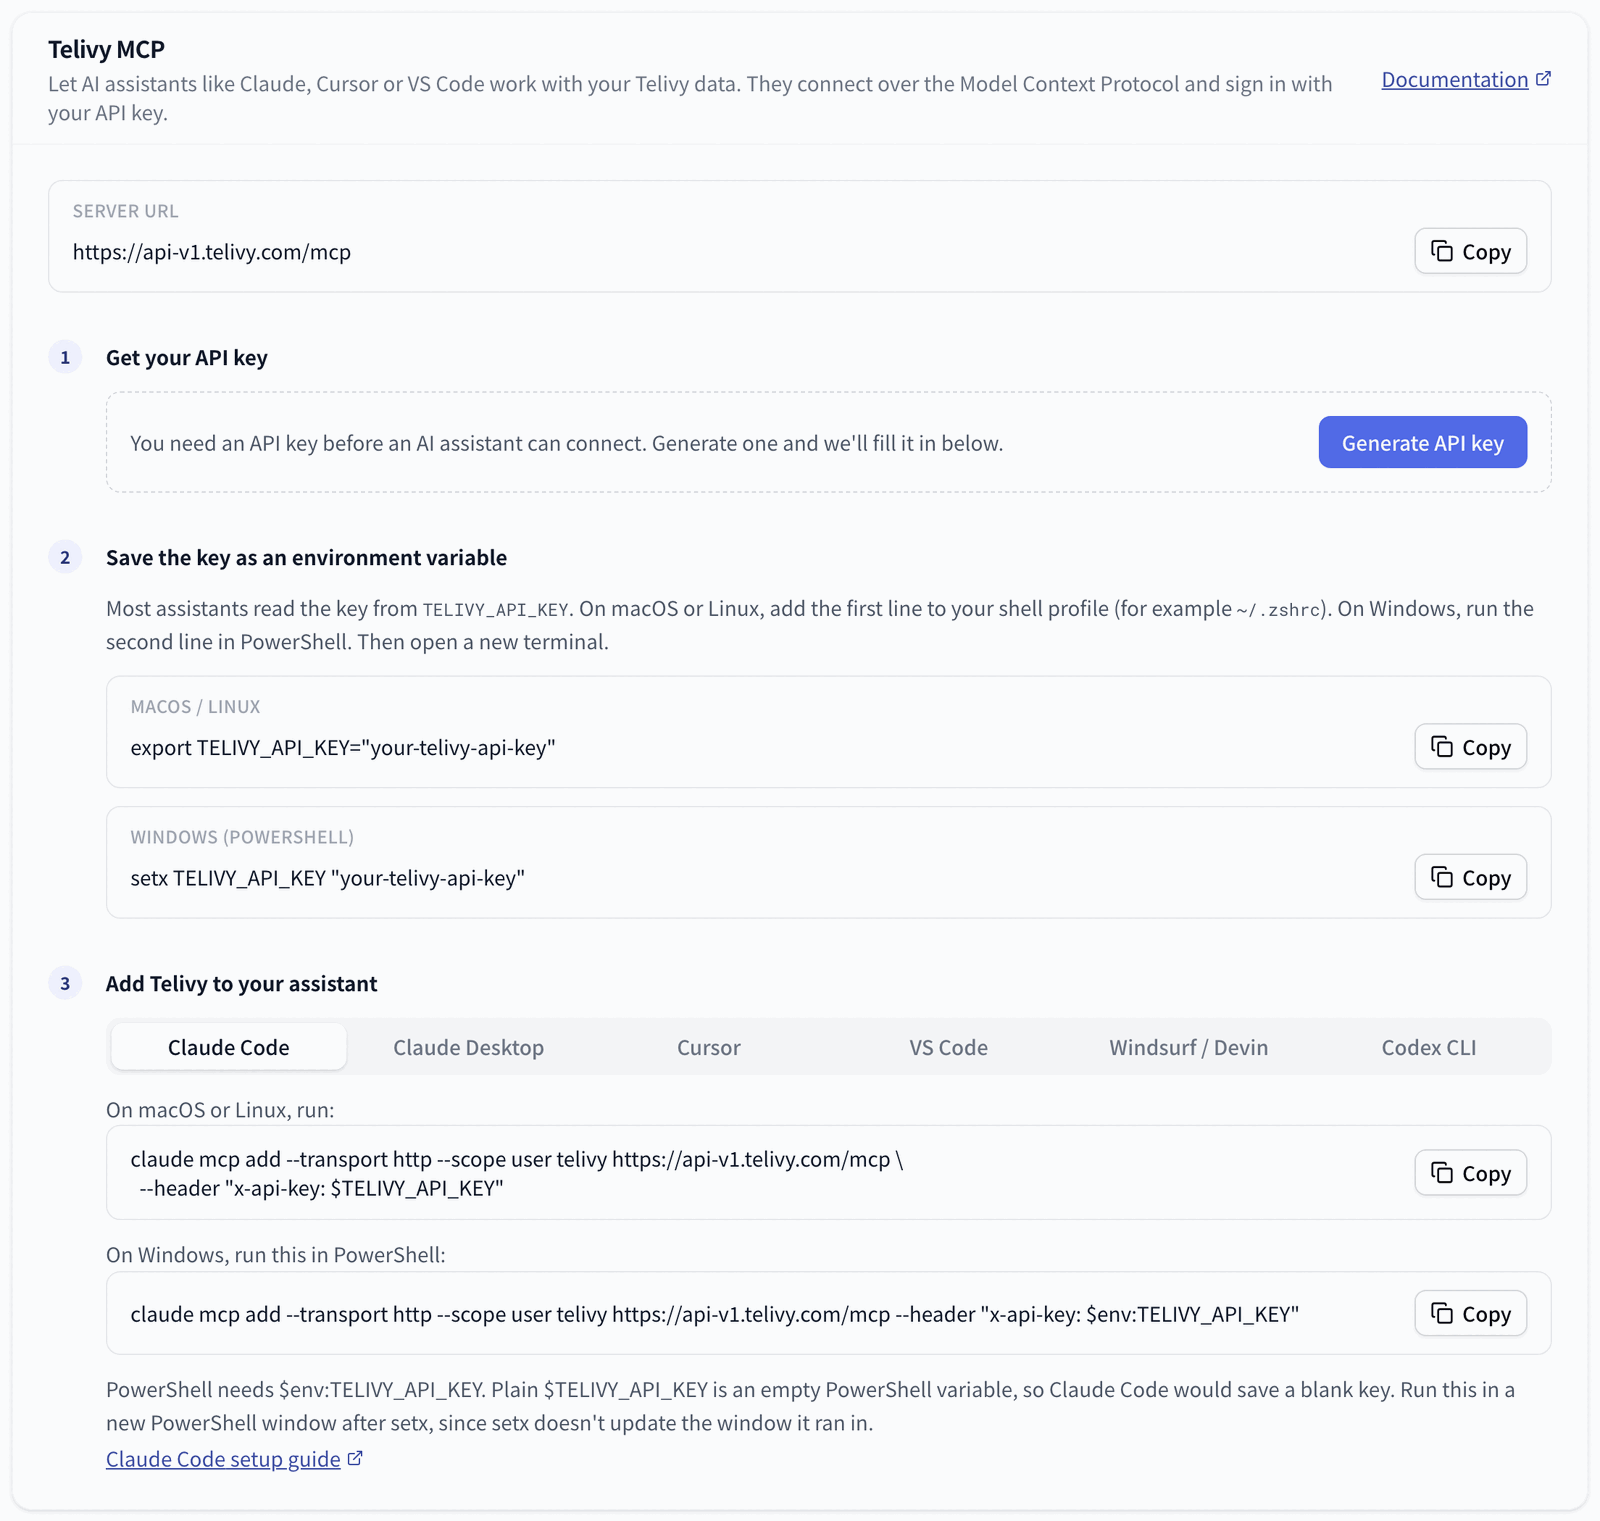 Telivy MCP
Let AI assistants like Claude, Cursor or VS Code work with your Telivy data. They connect over the Model Context Protocol and sign in with
your API key.
Documentation
SERVER URL
https://api-v1.telivy.com/mcp
Copy
1
Get your API key
You need an API key before an AI assistant can connect. Generate one and we'll fill it in below.
Generate API key
2
Save the key as an environment variable
Most assistants read the key from TELIVY_API_KEY. On macOS or Linux, add the first line to your shell profile (for example ~/.zshrc). On Windows, run the
second line in PowerShell. Then open a new terminal.
MACOS / LINUX
export TELIVY_API_KEY="your-telivy-api-key"
Copy
WINDOWS (POWERSHELL)
setx TELIVY_API_KEY "your-telivy-api-key"
Copy
3
Add Telivy to your assistant
Claude Code
Claude Desktop
Cursor
VS Code
Windsurf / Devin
Codex CLI
On macOS or Linux, run:
claude mcp add --transport http --scope user telivy https://api-v1.telivy.com/mcp \
--header "x-api-key: $TELIVY_API_KEY"
Copy
On Windows, run this in PowerShell:
claude mcp add --transport http --scope user telivy https://api-v1.telivy.com/mcp --header "x-api-key: $env:TELIVY_API_KEY"
Copy
PowerShell needs $env:TELIVY_API_KEY. Plain $TELIVY_API_KEY is an empty PowerShell variable, so Claude Code would save a blank key. Run this in a
new PowerShell window after setx, since setx doesn't update the window it ran in.
Claude Code setup guide